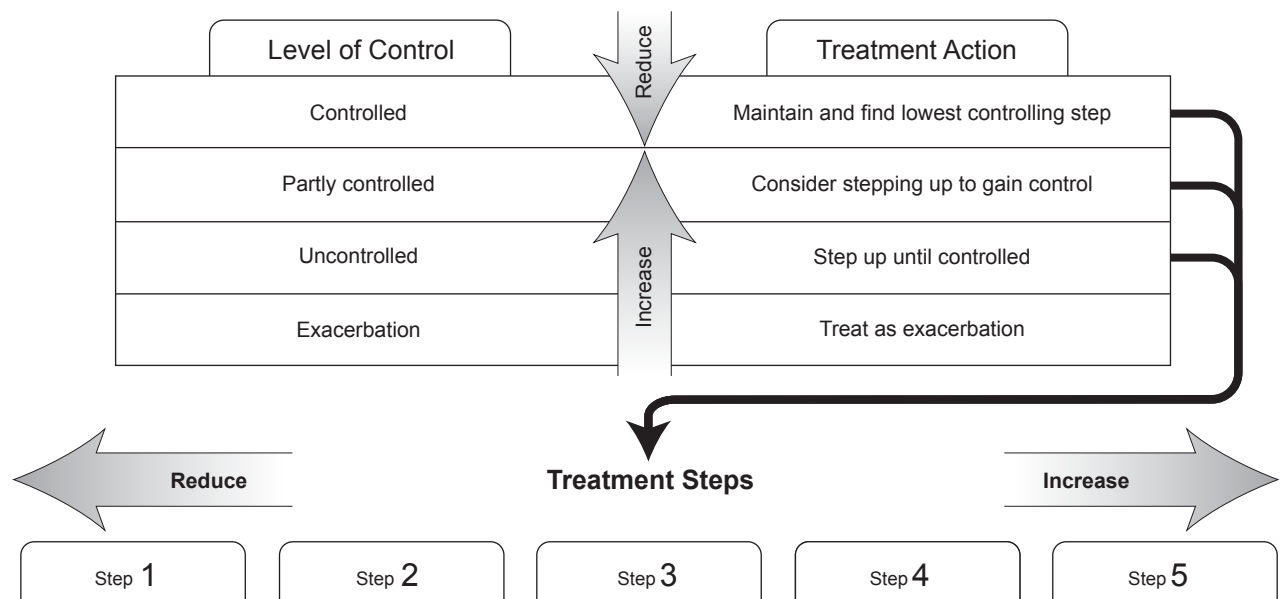 Level of Control
Reduce
Treatment Action
Controlled
Maintain and find lowest controlling step
Partly controlled
Consider stepping up to gain control
Uncontrolled
Increase
Step up until controlled
Exacerbation
Treat as exacerbation
Reduce
Treatment Steps
Increase
Step 1
Step 2
Step 3
Step 4
Step 5